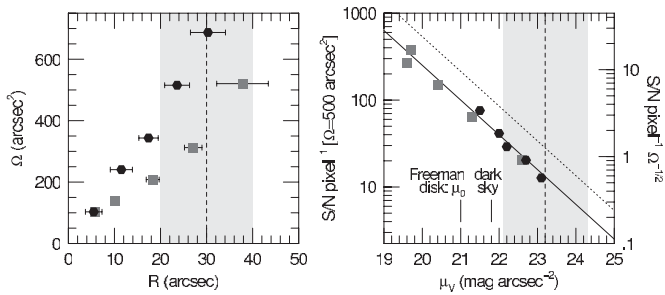 Ω (arcsec²)
600
400
200
0
0 10 20 30 40 50
R (arcsec)
S/N pixel⁻¹ [Ω=500 arcsec²]
1000
100
10
Freeman dark
disk: μ₀ sky
19 20 21 22 23 24 25
μᵥ (mag arcsec⁻²)
10
1
.1
S/N pixel⁻¹ Ω⁻¹/²